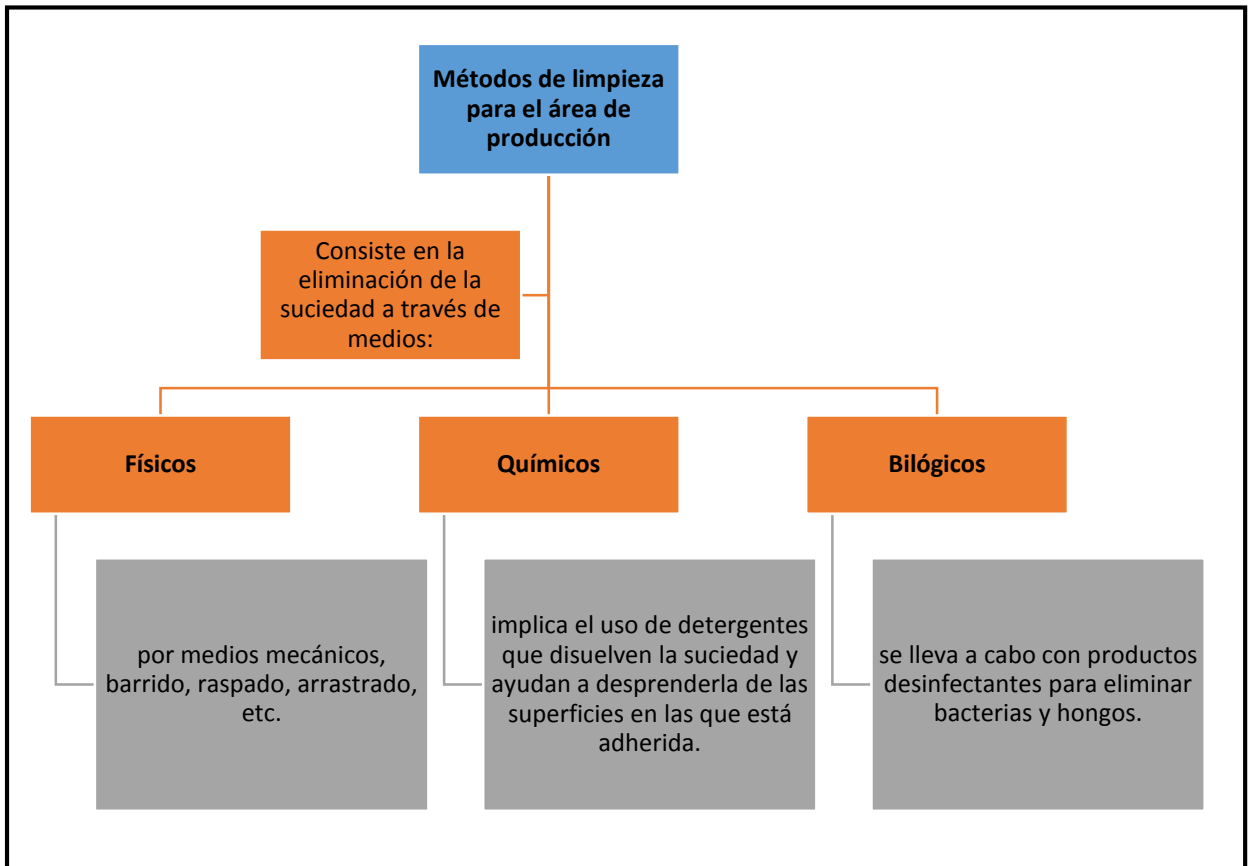 Métodos de limpieza
para el área de
producción
Consiste en la
eliminación de la
suciedad a través de
medios:
Físicos
Químicos
Bilógicos
por medios mecánicos,
barrido, raspado, arrastrado,
etc.
implica el uso de detergentes
que disuelven la suciedad y
ayudan a desprenderla de las
superficies en las que está
adherida.
se lleva a cabo con productos
desinfectantes para eliminar
bacterias y hongos.